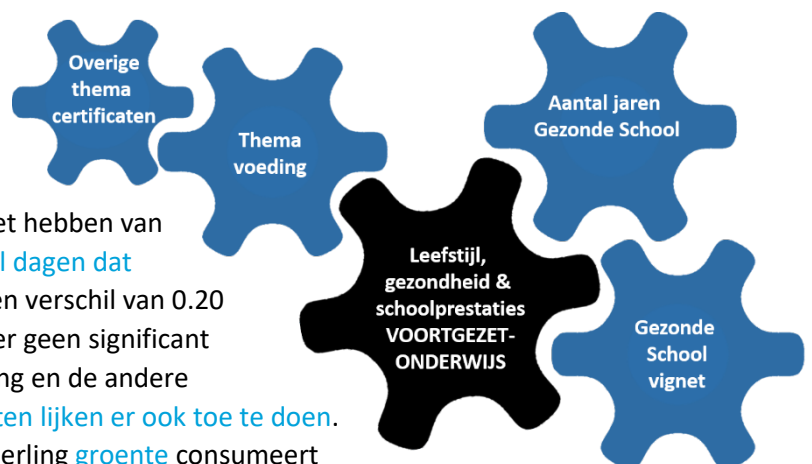 Overige
thema
certificaten
Thema
voeding
Aantal jaren
Gezonde School
et hebben van
l dagen dat
en verschil van 0.20
er geen significant
ng en de andere
ten lijken er ook toe te doen.
erling groente consumeert
Leefstijl,
gezondheid &
schoolprestaties
VOORTGEZET-
ONDERWIJS
Gezonde
School
vignet